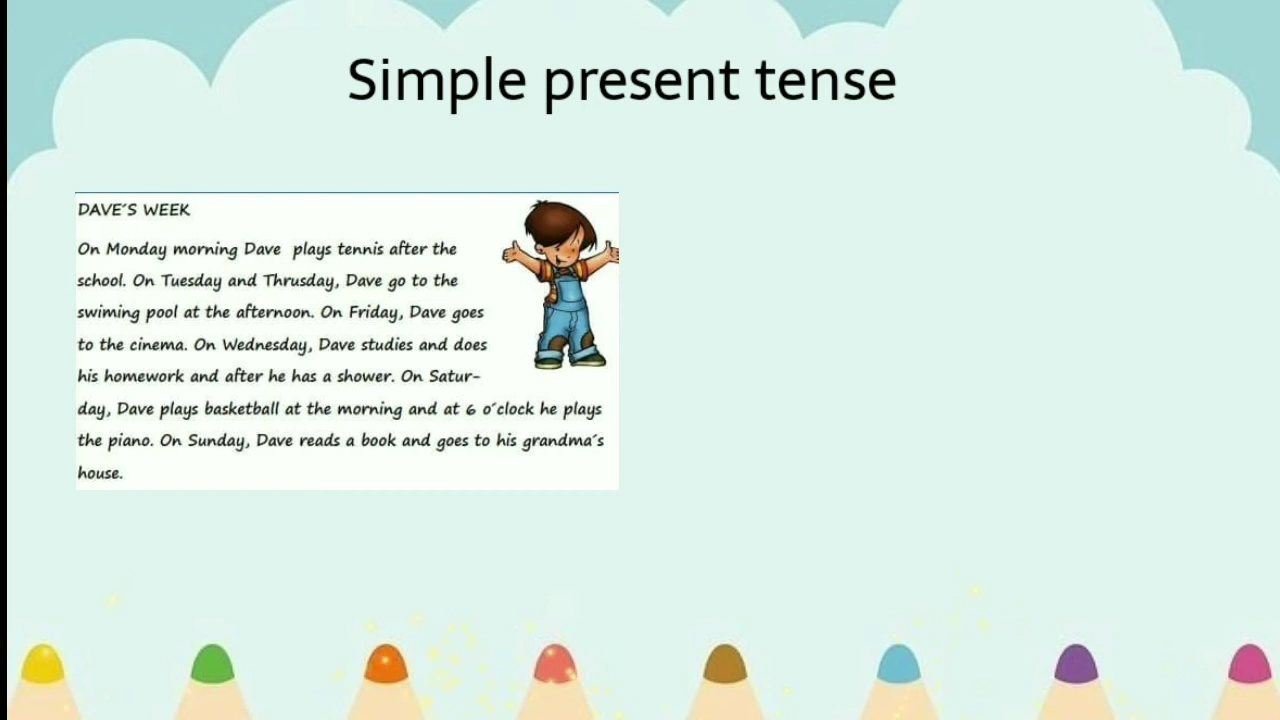 Simple present tense
DAVE´S WEEK
On Monday morning Dave plays tennis after the
school. On Tuesday and Thrusday, Dave go to the
swiming pool at the afternoon. On Friday, Dave goes
to the cinema. On Wednesday, Dave studies and does
his homework and after he has a shower. On Satur-
day, Dave plays basketball at the morning and at 6 o´clock he plays
the piano. On Sunday, Dave reads a book and goes to his grandma´s
house.